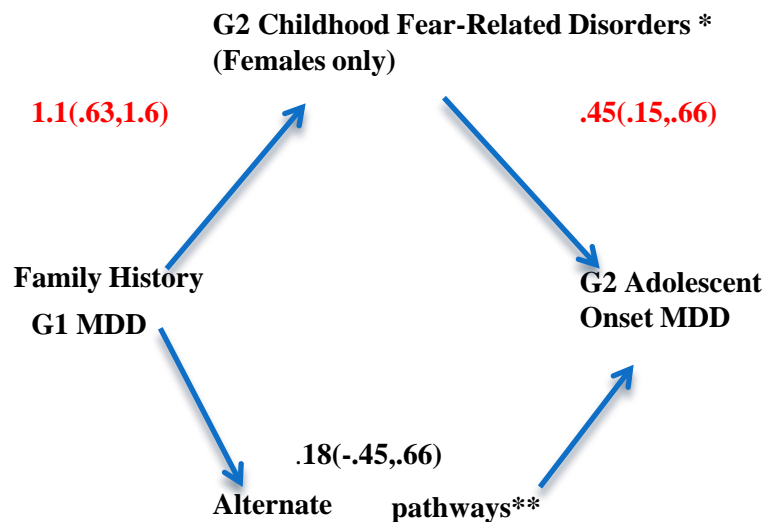 G2 Childhood Fear-Related Disorders *
(Females only)
1.1(.63,1.6)
.45(.15,.66)
Family History
G1 MDD
G2 Adolescent
Onset MDD
.18(-.45,.66)
Alternate pathways**